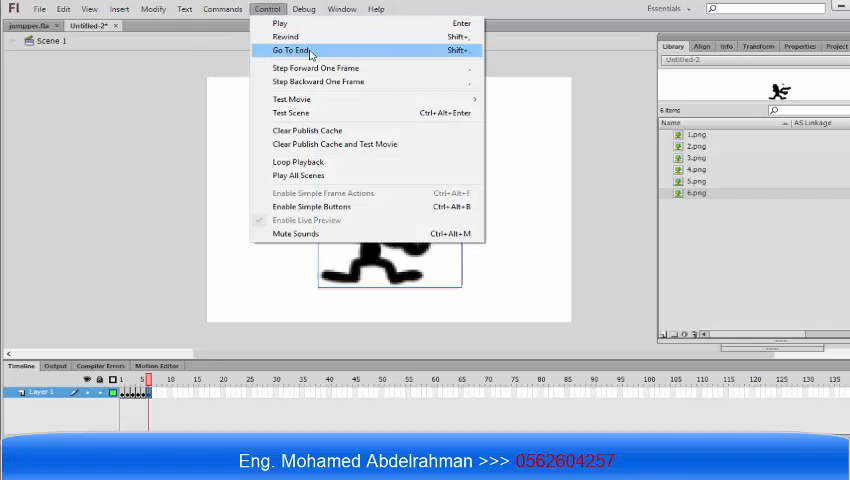 Fl File Edit View Insert Modify Text Commands Control Debug Window Help Essentials
jumpper.fla × Untitled-2* ×
Scene 1
Play Enter
Rewind Shift+,
Go To End Shift+.
Step Forward One Frame .
Step Backward One Frame ,
Test Movie
Test Scene Ctrl+Alt+Enter
Clear Publish Cache
Clear Publish Cache and Test Movie
Loop Playback
Play All Scenes
Enable Simple Frame Actions Ctrl+Alt+F
Enable Simple Buttons Ctrl+Alt+B
Enable Live Preview
Mute Sounds Ctrl+Alt+M
Library Align Info Transform Properties Project
Untitled-2
6 items
Name AS Linkage
1.png
2.png
3.png
4.png
5.png
6.png
Timeline Output Compiler Errors Motion Editor
1 5 10 15 20 25 30 35 40 45 50 55 60 65 70 75 80 85 90 95 100 105 110 115 120 125 130 135
Layer 1
Eng. Mohamed Abdelrahman >>> 0562604257